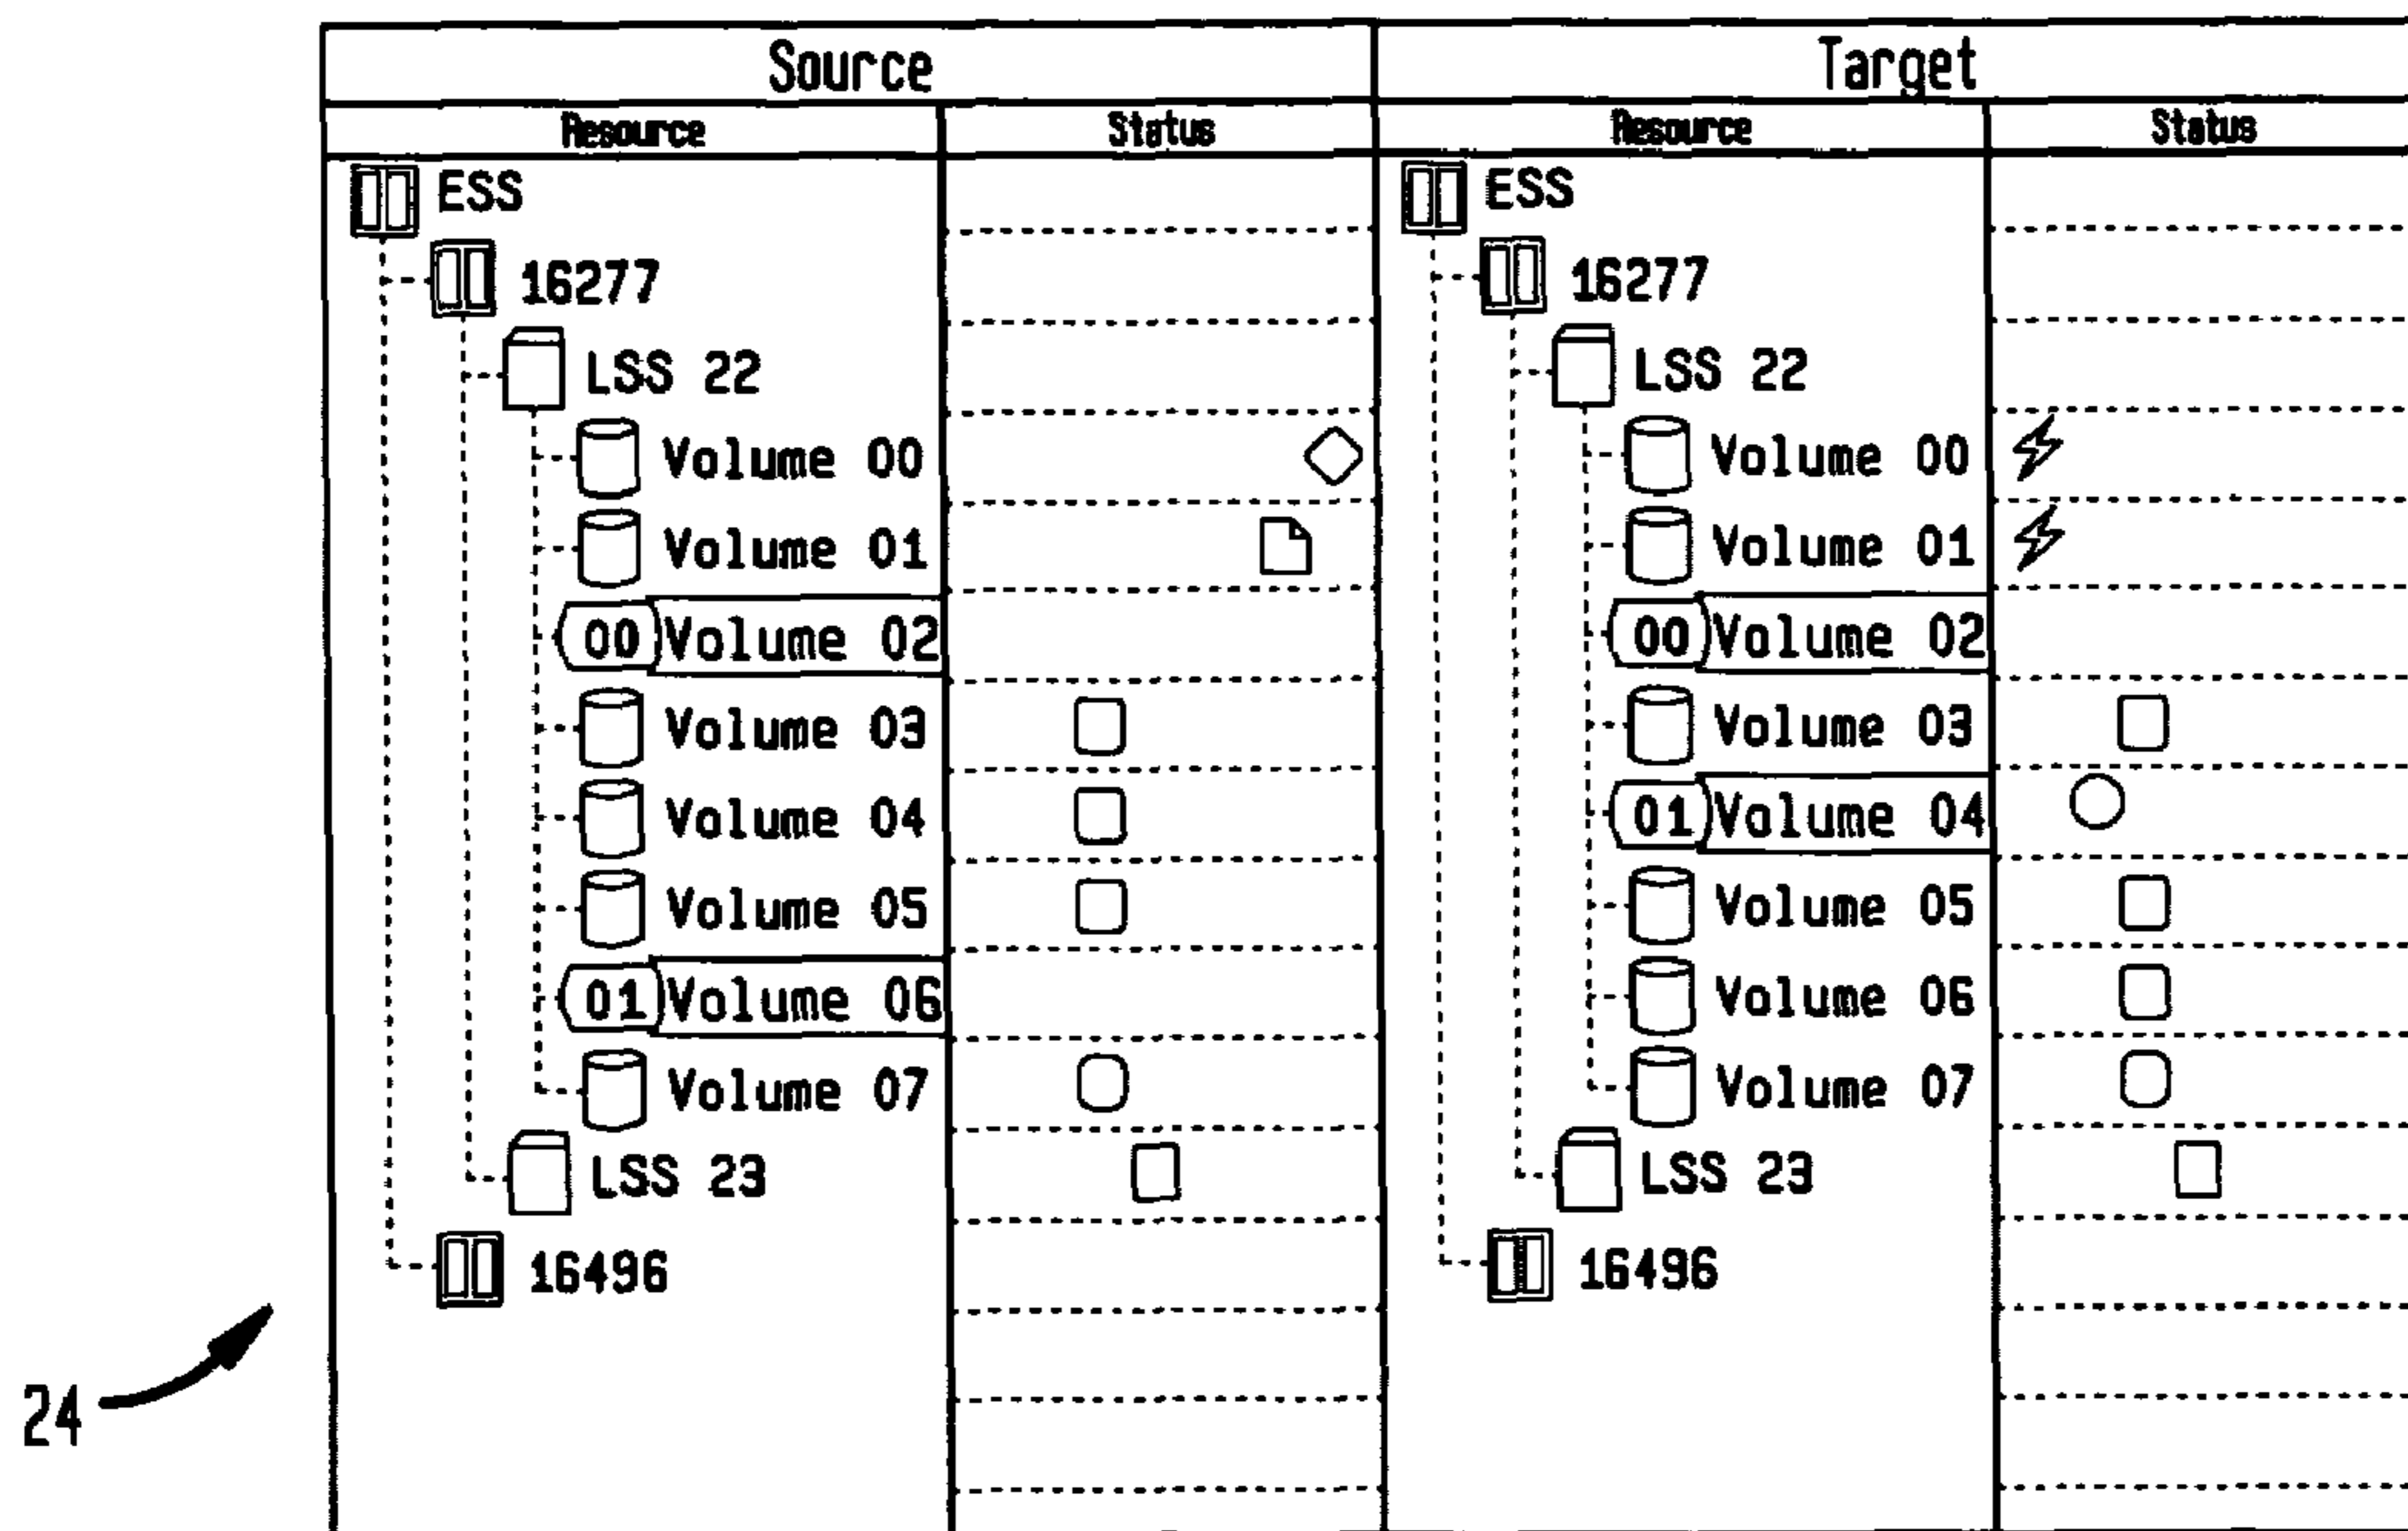 Source Target
Resource Status Resource Status
ESS ESS
16277 16277
LSS 22 LSS 22
Volume 00 Volume 00
Volume 01 Volume 01
00 Volume 02 00 Volume 02
Volume 03 Volume 03
Volume 04 01 Volume 04
Volume 05 Volume 05
01 Volume 06 Volume 06
Volume 07 Volume 07
LSS 23 LSS 23
16496 16496
24